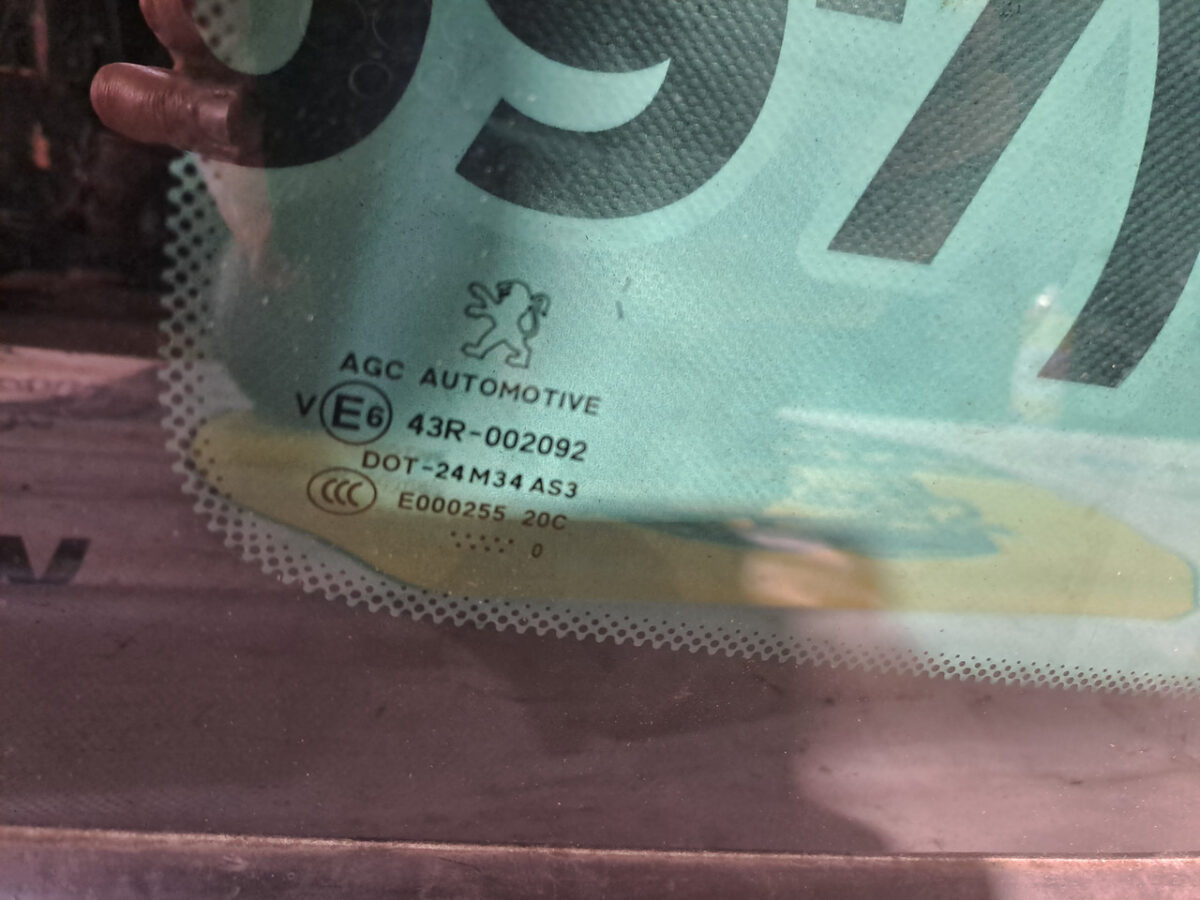 AGC AUTOMOTIVE
V E6 43R-002092
DOT-24 M34 AS3
CCC E000255 20C
0